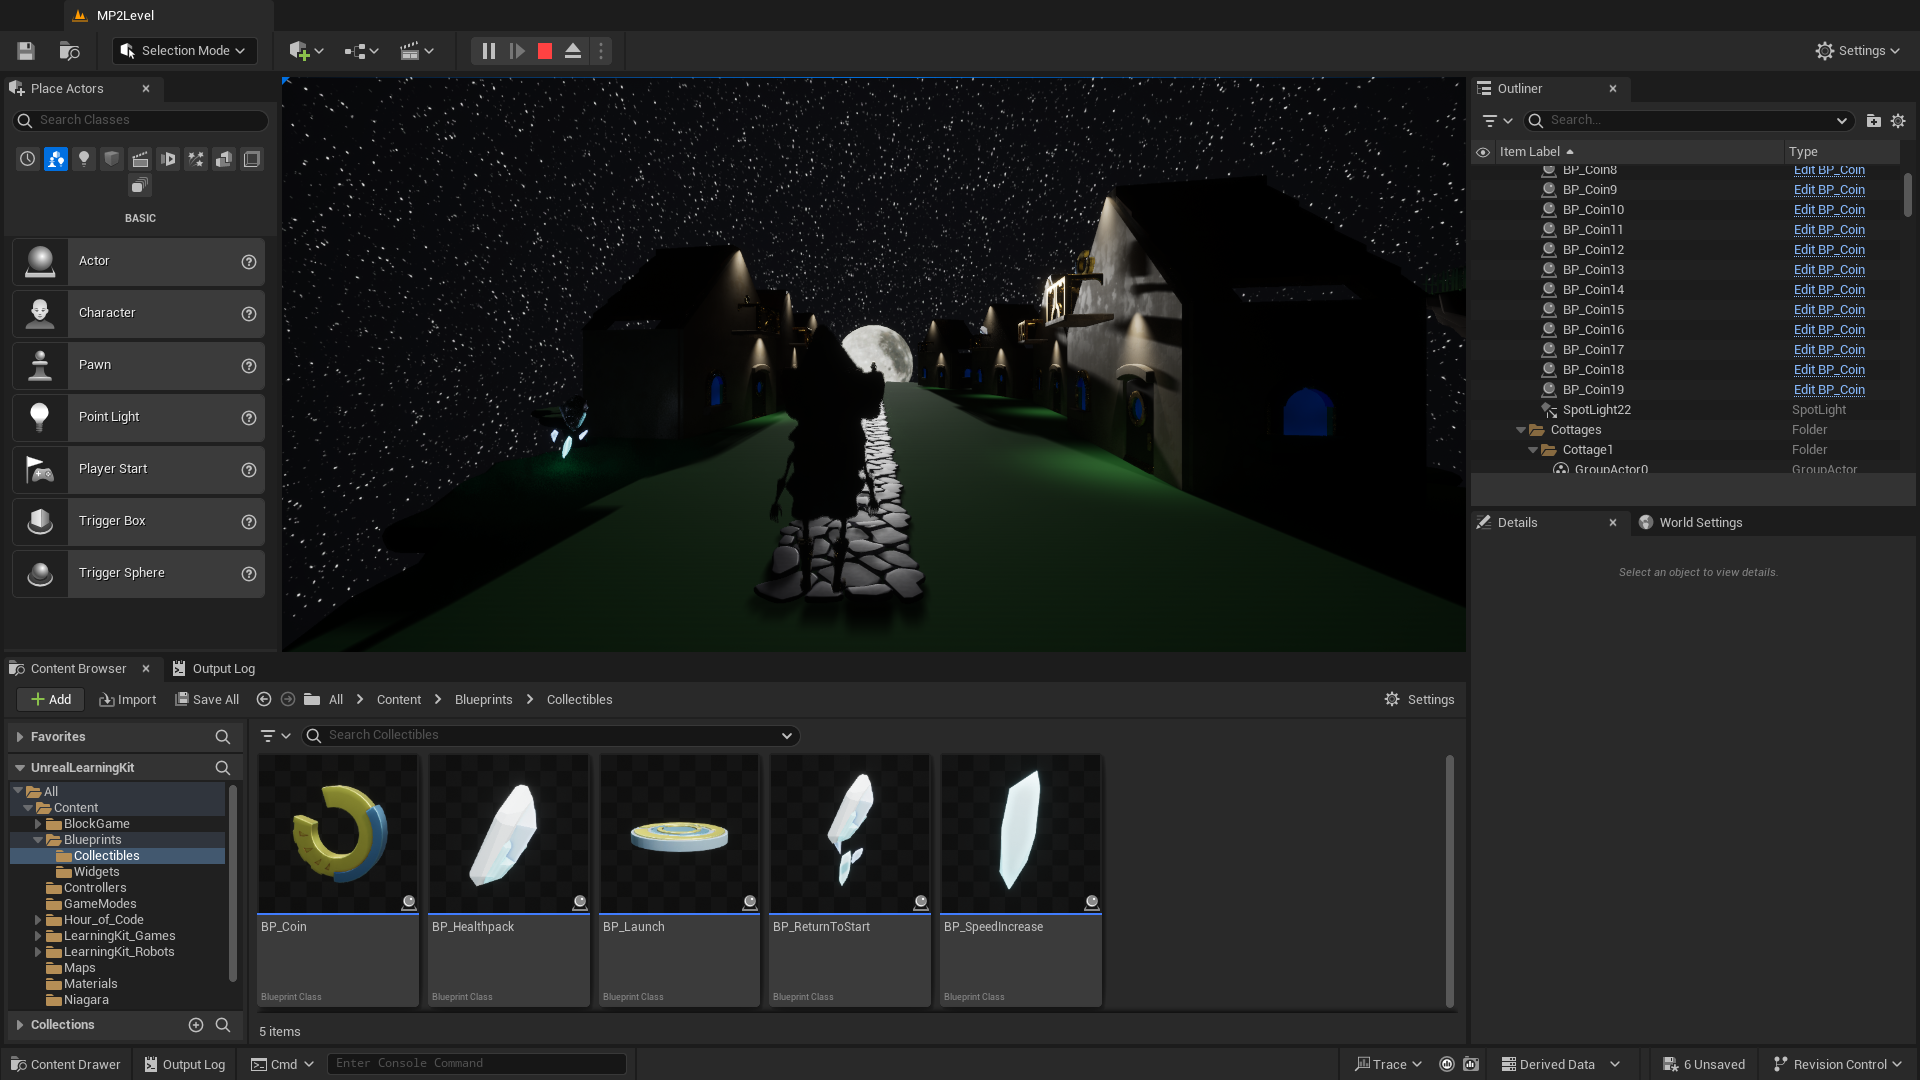 MP2Level
Selection Mode
Settings
Place Actors
Search Classes
BASIC
Actor
Character
Pawn
Point Light
Player Start
Trigger Box
Trigger Sphere
Outliner
Search...
Item Label
Type
BP_Coin8 Edit BP_Coin
BP_Coin9 Edit BP_Coin
BP_Coin10 Edit BP_Coin
BP_Coin11 Edit BP_Coin
BP_Coin12 Edit BP_Coin
BP_Coin13 Edit BP_Coin
BP_Coin14 Edit BP_Coin
BP_Coin15 Edit BP_Coin
BP_Coin16 Edit BP_Coin
BP_Coin17 Edit BP_Coin
BP_Coin18 Edit BP_Coin
BP_Coin19 Edit BP_Coin
SpotLight22 SpotLight
Cottages Folder
Cottage1 Folder
GroupActor0 GroupActor
Details
World Settings
Select an object to view details.
Content Browser
Output Log
Add
Import
Save All
All
Content
Blueprints
Collectibles
Settings
Favorites
UnrealLearningKit
All
Content
BlockGame
Blueprints
Collectibles
Widgets
Controllers
GameModes
Hour_of_Code
LearningKit_Games
LearningKit_Robots
Maps
Materials
Niagara
Collections
Search Collectibles
BP_Coin
Blueprint Class
BP_Healthpack
Blueprint Class
BP_Launch
Blueprint Class
BP_ReturnToStart
Blueprint Class
BP_SpeedIncrease
Blueprint Class
5 items
Content Drawer
Output Log
Cmd
Enter Console Command
Trace
Derived Data
6 Unsaved
Revision Control